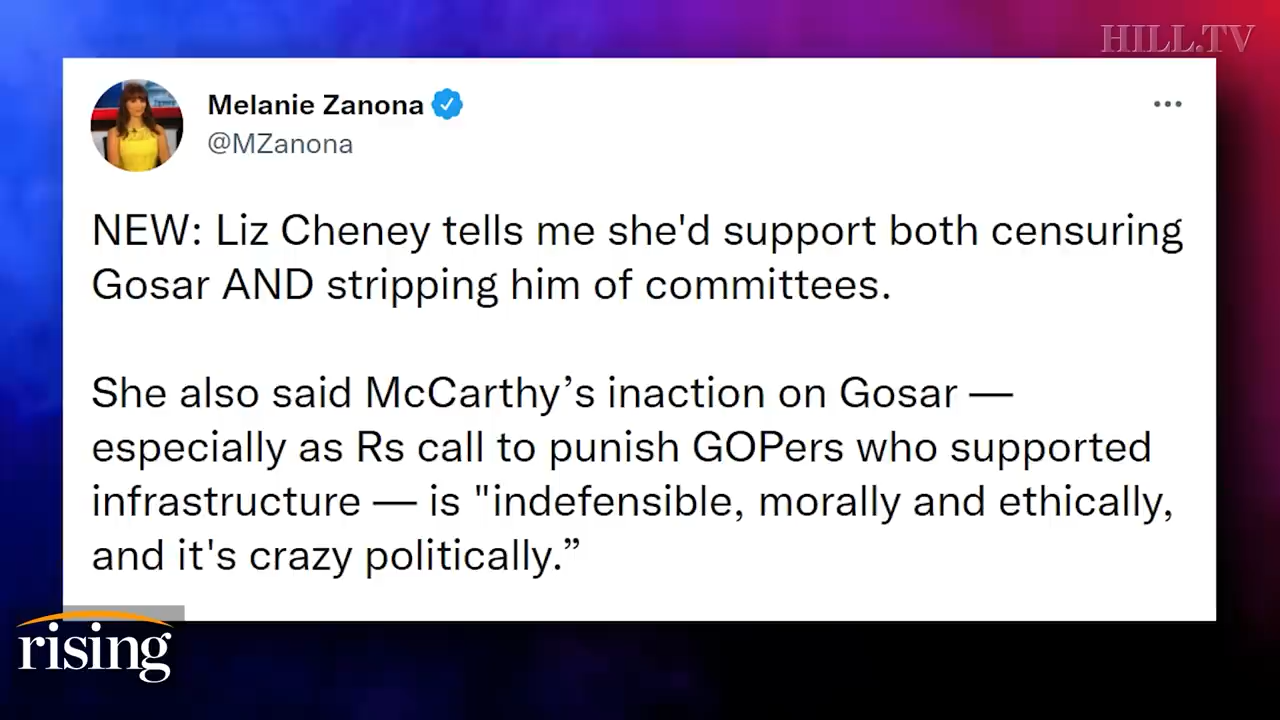 HILL.TV
Melanie Zanona
@MZanona
NEW: Liz Cheney tells me she'd support both censuring
Gosar AND stripping him of committees.
She also said McCarthy’s inaction on Gosar —
especially as Rs call to punish GOPers who supported
infrastructure — is "indefensible, morally and ethically,
and it's crazy politically.”
rising